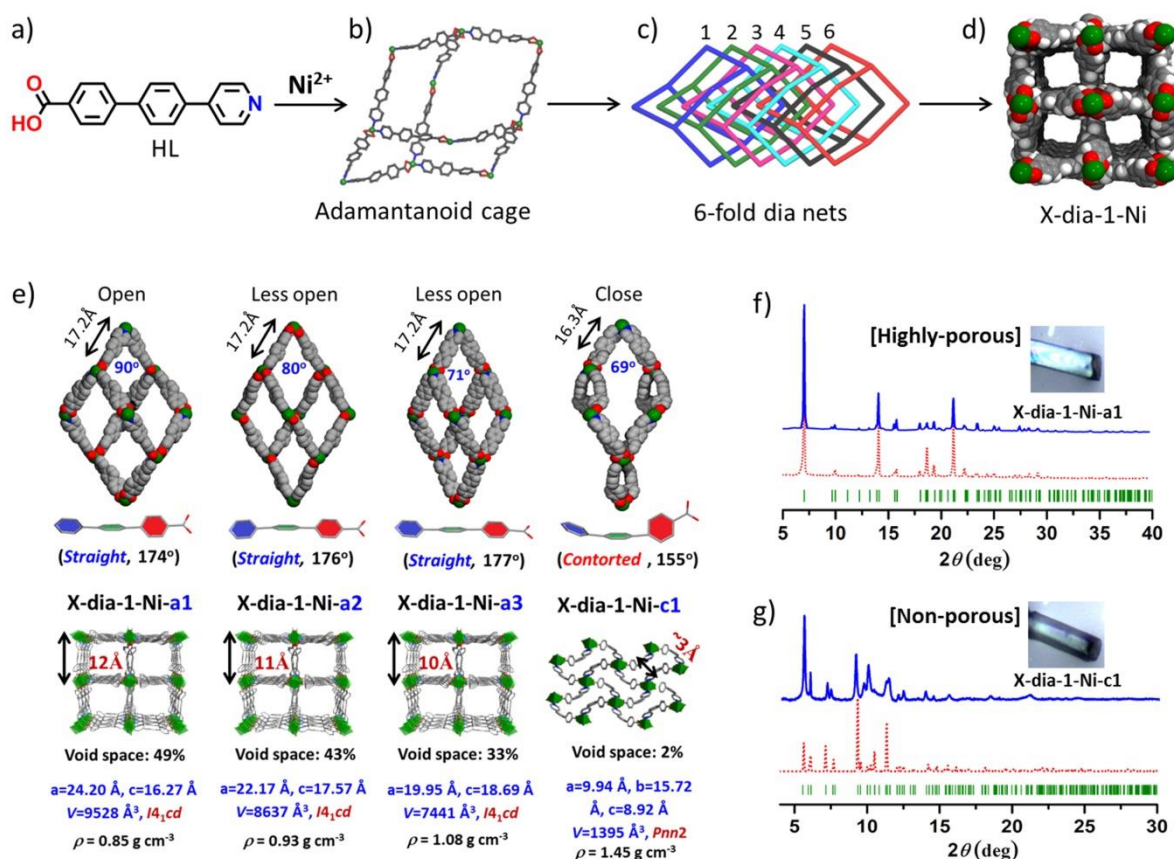 a)
O
HO
N
HL
Ni2+
b)
Adamantanoid cage
c)
1 2 3 4 5 6
6-fold dia nets
d)
X-dia-1-Ni
e)
Open
Less open
Less open
Close
17.2Å
17.2Å
17.2Å
16.3Å
90°
80°
71°
69°
(Straight, 174°)
(Straight, 176°)
(Straight, 177°)
(Contorted , 155°)
X-dia-1-Ni-a1
X-dia-1-Ni-a2
X-dia-1-Ni-a3
X-dia-1-Ni-c1
12Å
11Å
10Å
~3Å
Void space: 49%
Void space: 43%
Void space: 33%
Void space: 2%
a=24.20 Å, c=16.27 Å
V=9528 Å3, I41cd
ρ = 0.85 g cm-3
a=22.17 Å, c=17.57 Å
V=8637 Å3, I41cd
ρ = 0.93 g cm-3
a=19.95 Å, c=18.69 Å
V=7441 Å3, I41cd
ρ = 1.08 g cm-3
a=9.94 Å, b=15.72
Å, c=8.92 Å
V=1395 Å3, Pnn2
ρ = 1.45 g cm-3
f)
[Highly-porous]
X-dia-1-Ni-a1
5 10 15 20 25 30 35 40
2θ (deg)
g)
[Non-porous]
X-dia-1-Ni-c1
5 10 15 20 25 30
2θ (deg)